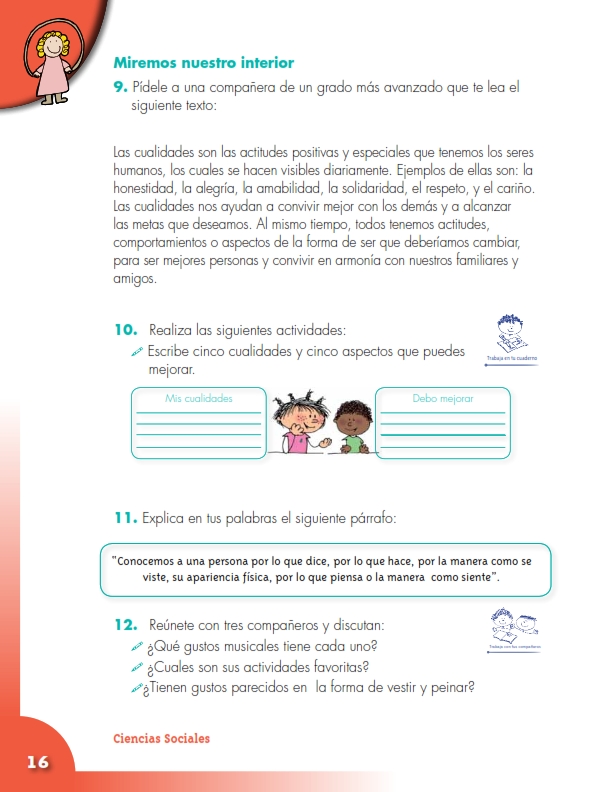 Miremos nuestro interior
9. Pídele a una compañera de un grado más avanzado que te lea el
siguiente texto:
Las cualidades son las actitudes positivas y especiales que tenemos los seres
humanos, los cuales se hacen visibles diariamente. Ejemplos de ellas son: la
honestidad, la alegría, la amabilidad, la solidaridad, el respeto, y el cariño.
Las cualidades nos ayudan a convivir mejor con los demás y a alcanzar
las metas que deseamos. Al mismo tiempo, todos tenemos actitudes,
comportamientos o aspectos de la forma de ser que deberíamos cambiar,
para ser mejores personas y convivir en armonía con nuestros familiares y
amigos.
10. Realiza las siguientes actividades:
Escribe cinco cualidades y cinco aspectos que puedes
mejorar.
Trabaja en tu cuaderno
Mis cualidades
Debo mejorar
11. Explica en tus palabras el siguiente párrafo:
"Conocemos a una persona por lo que dice, por lo que hace, por la manera como se
viste, su apariencia física, por lo que piensa o la manera como siente".
12. Reúnete con tres compañeros y discutan:
¿Qué gustos musicales tiene cada uno?
¿Cuales son sus actividades favoritas?
¿Tienen gustos parecidos en la forma de vestir y peinar?
Trabaja con tus compañeros
Ciencias Sociales
16